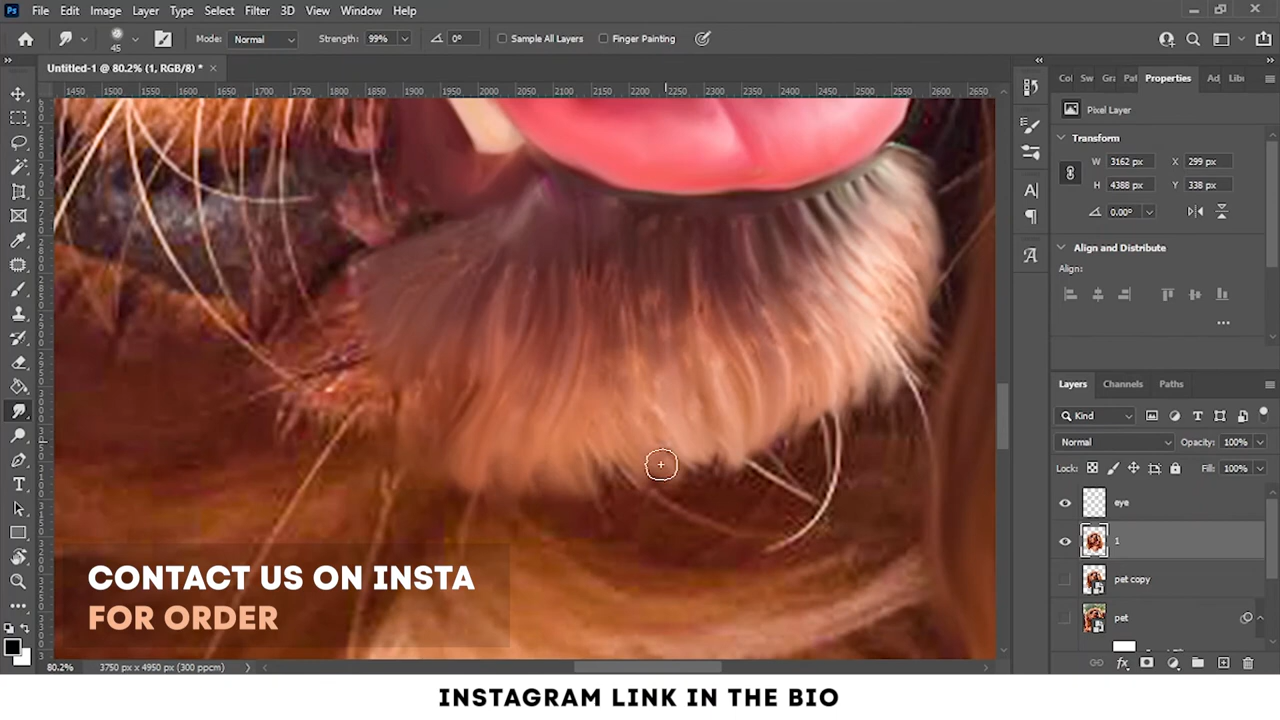 Ps File Edit Image Layer Type Select Filter 3D View Window Help
45 Mode: Normal Strength: 99% 0° Sample All Layers Finger Painting
Untitled-1 @ 80.2% (1, RGB/8) *
1450 1500 1550 1600 1650 1700 1750 1800 1850 1900 1950 2000 2050 2100 2150 2200 2250 2300 2350 2400 2450 2500 2550 2600 2650
Properties
Pixel Layer
Transform
W 3162 px X 299 px
H 4388 px Y 338 px
0.00°
Align and Distribute
Align:
Layers Channels Paths
Kind
Normal Opacity: 100%
Lock: Fill: 100%
eye
1
pet copy
pet
CONTACT US ON INSTA
FOR ORDER
80.2% 3750 px x 4950 px (300 ppcm)
INSTAGRAM LINK IN THE BIO